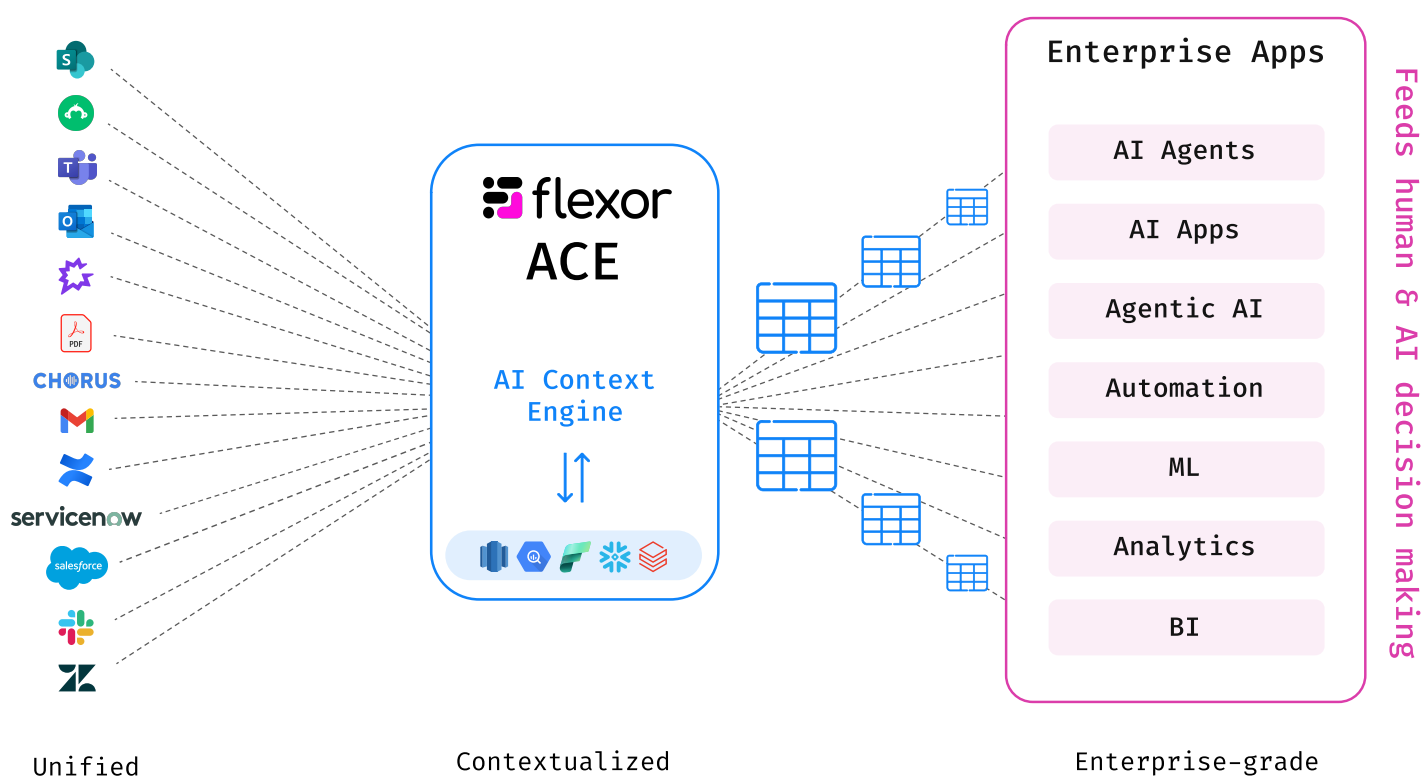 S
T
O
PDF
CHORUS
servicenow
salesforce
Unified
flexor
ACE
AI Context
Engine
Contextualized
Enterprise Apps
AI Agents
AI Apps
Agentic AI
Automation
ML
Analytics
BI
Enterprise-grade
Feeds human & AI decision making